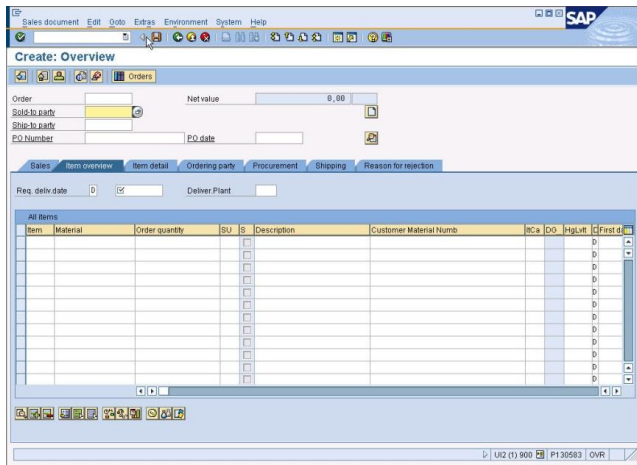 Sales document Edit Goto Extras Environment System Help
SAP
Create: Overview
Orders
Order Net value 0,00
Sold-to party
Ship-to party
PO Number PO date
Sales Item overview Item detail Ordering party Procurement Shipping Reason for rejection
Req. deliv.date D Deliver.Plant
All items
Item Material Order quantity SU S Description Customer Material Numb ItCa DG HgLvIt D First d
D
D
D
D
D
D
D
D
D
D
D
D
UI2 (1) 900 P130583 OVR